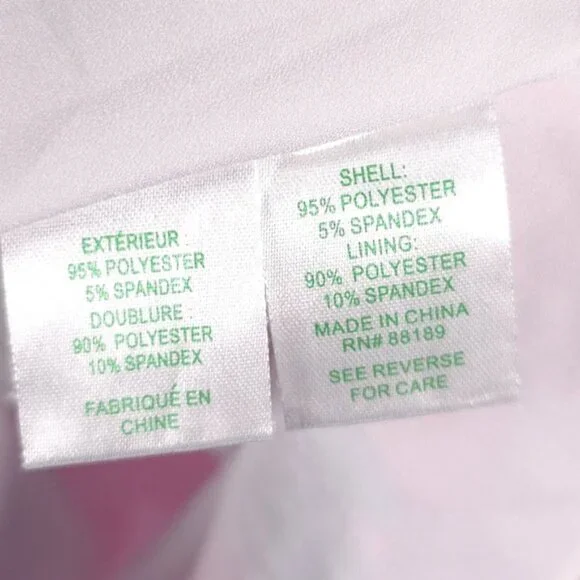 EXTÉRIEUR :
95% POLYESTER
5% SPANDEX
DOUBLURE :
90% POLYESTER
10% SPANDEX
FABRIQUÉ EN
CHINE
SHELL:
95% POLYESTER
5% SPANDEX
LINING:
90% POLYESTER
10% SPANDEX
MADE IN CHINA
RN# 88189
SEE REVERSE
FOR CARE